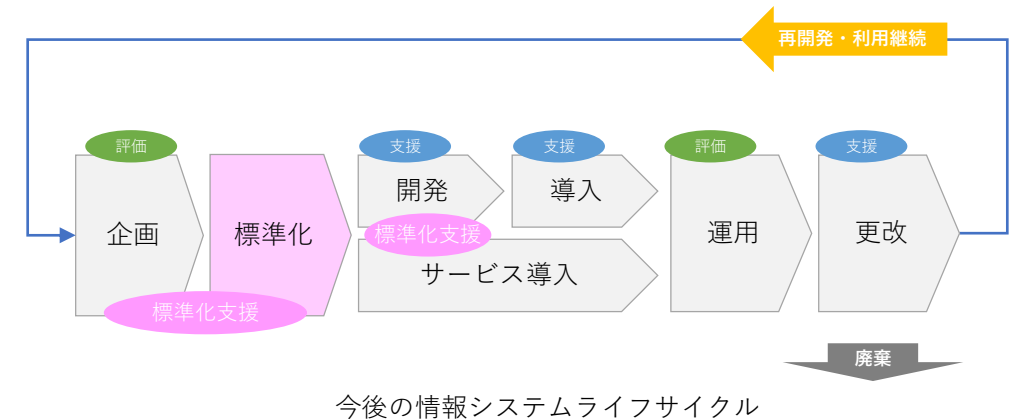 再開発・利用継続
評価
支援
支援
評価
支援
企画
標準化
開発
導入
標準化支援
サービス導入
運用
更改
標準化支援
廃棄
今後の情報システムライフサイクル